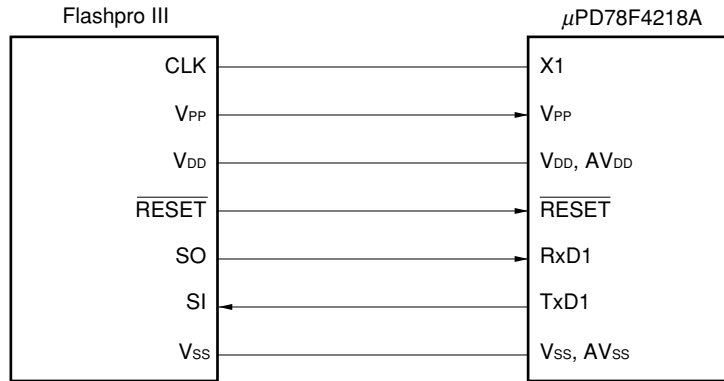 Flashpro III μPD78F4218A
CLK X1
VPP VPP
VDD VDD, AVDD
RESET RESET
SO RxD1
SI TxD1
VSS VSS, AVSS